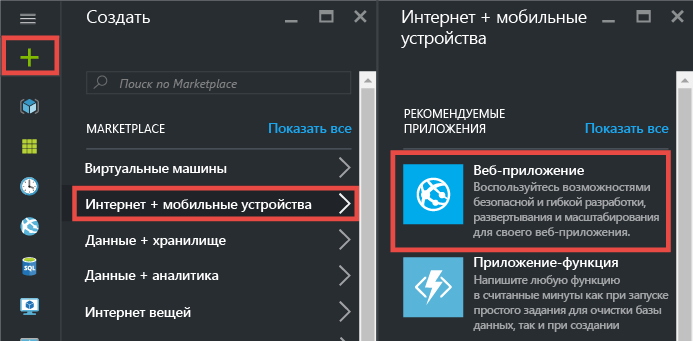 Создать
Поиск по Marketplace
MARKETPLACE
Показать все
Виртуальные машины
Интернет + мобильные устройства
Данные + хранилище
Данные + аналитика
Интернет вещей
SQL
Интернет + мобильные
устройства
РЕКОМЕНДУЕМЫЕ
ПРИЛОЖЕНИЯ
Показать все
Веб-приложение
Воспользуйтесь возможностями
безопасной и гибкой разработки,
развертывания и масштабирования
для своего веб-приложения.
Приложение-функция
Напишите любую функцию
в считанные минуты как при запуске
простого задания для очистки базы
данных, так и при создании